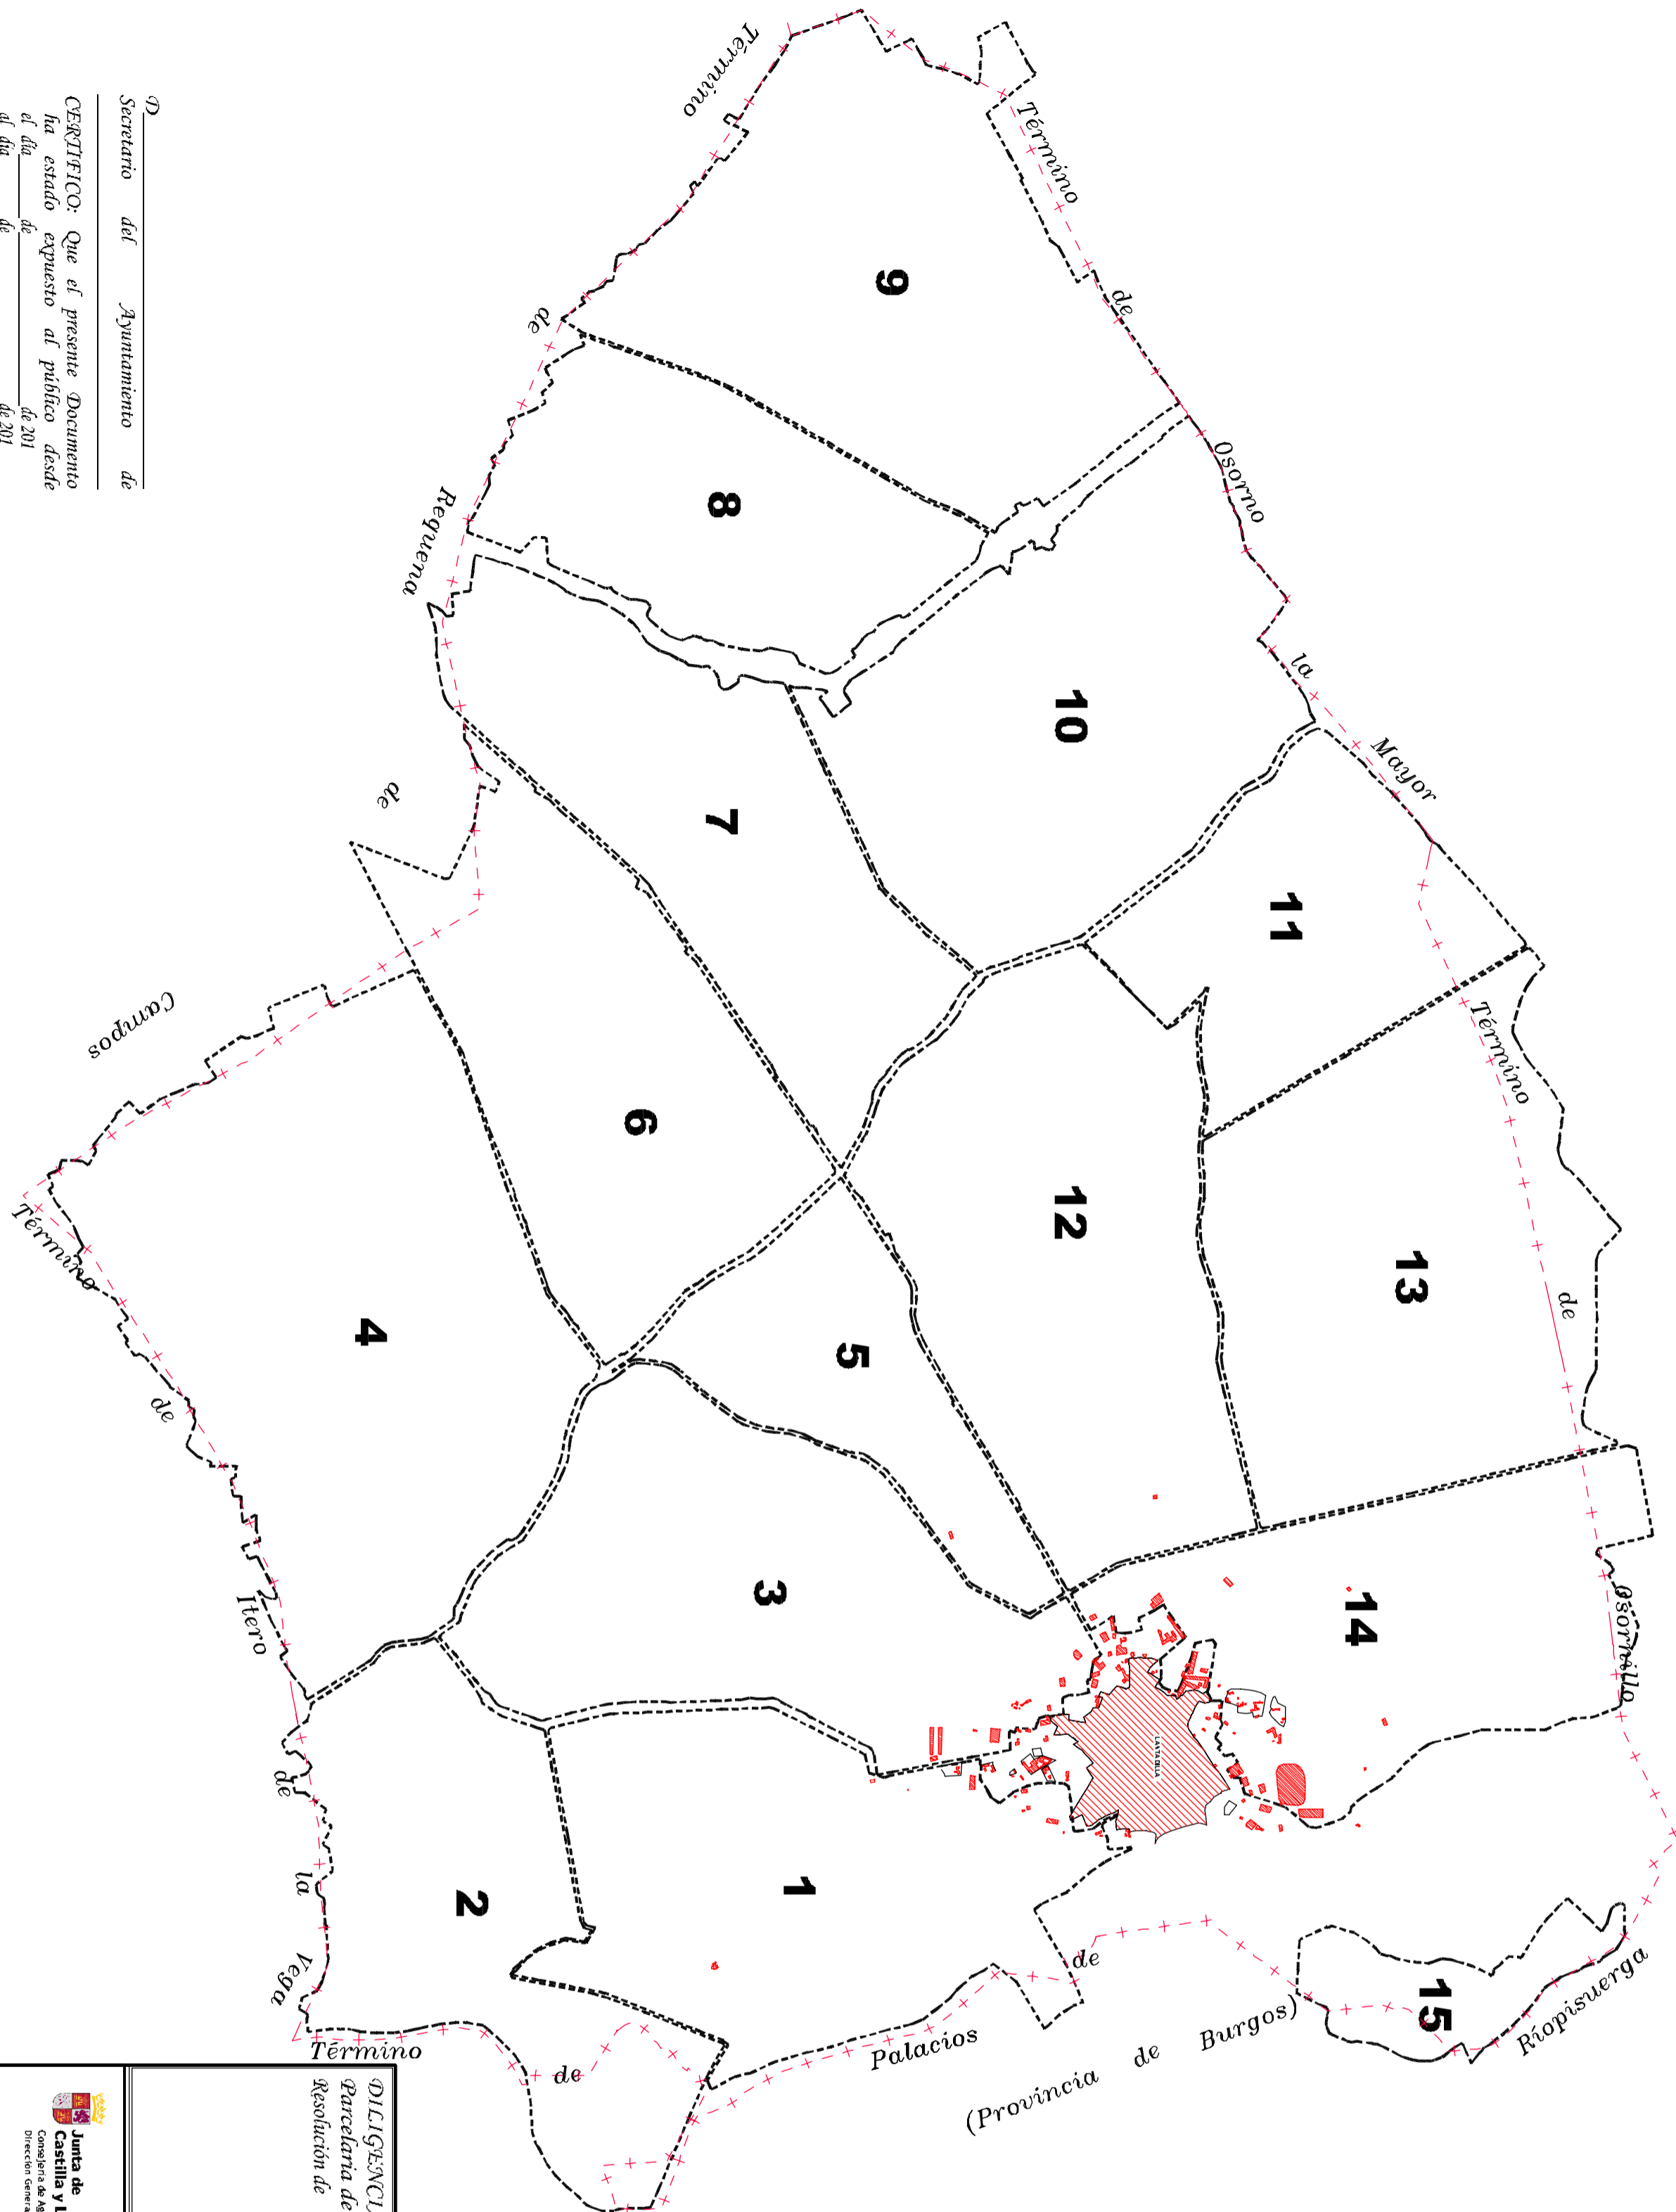 Término de Osorno la Mayor
Término de Osornillo
Término de Requena de Campos
Término de Itero de la Vega
Término de Palacios de Ríopisuerga
(Provincia de Burgos)
9
8
10
11
7
12
13
6
5
4
3
14
1
2
15
LANTADILLA
D
Secretario del Ayuntamiento de
CERTIFICO: Que el presente Documento
ha estado expuesto al público desde
el día de de 201
al día de de 201
DILIGENCI
Parcelaria de
Resolución de
Junta de
Castilla y L
Consejería de Ag
Dirección Genera